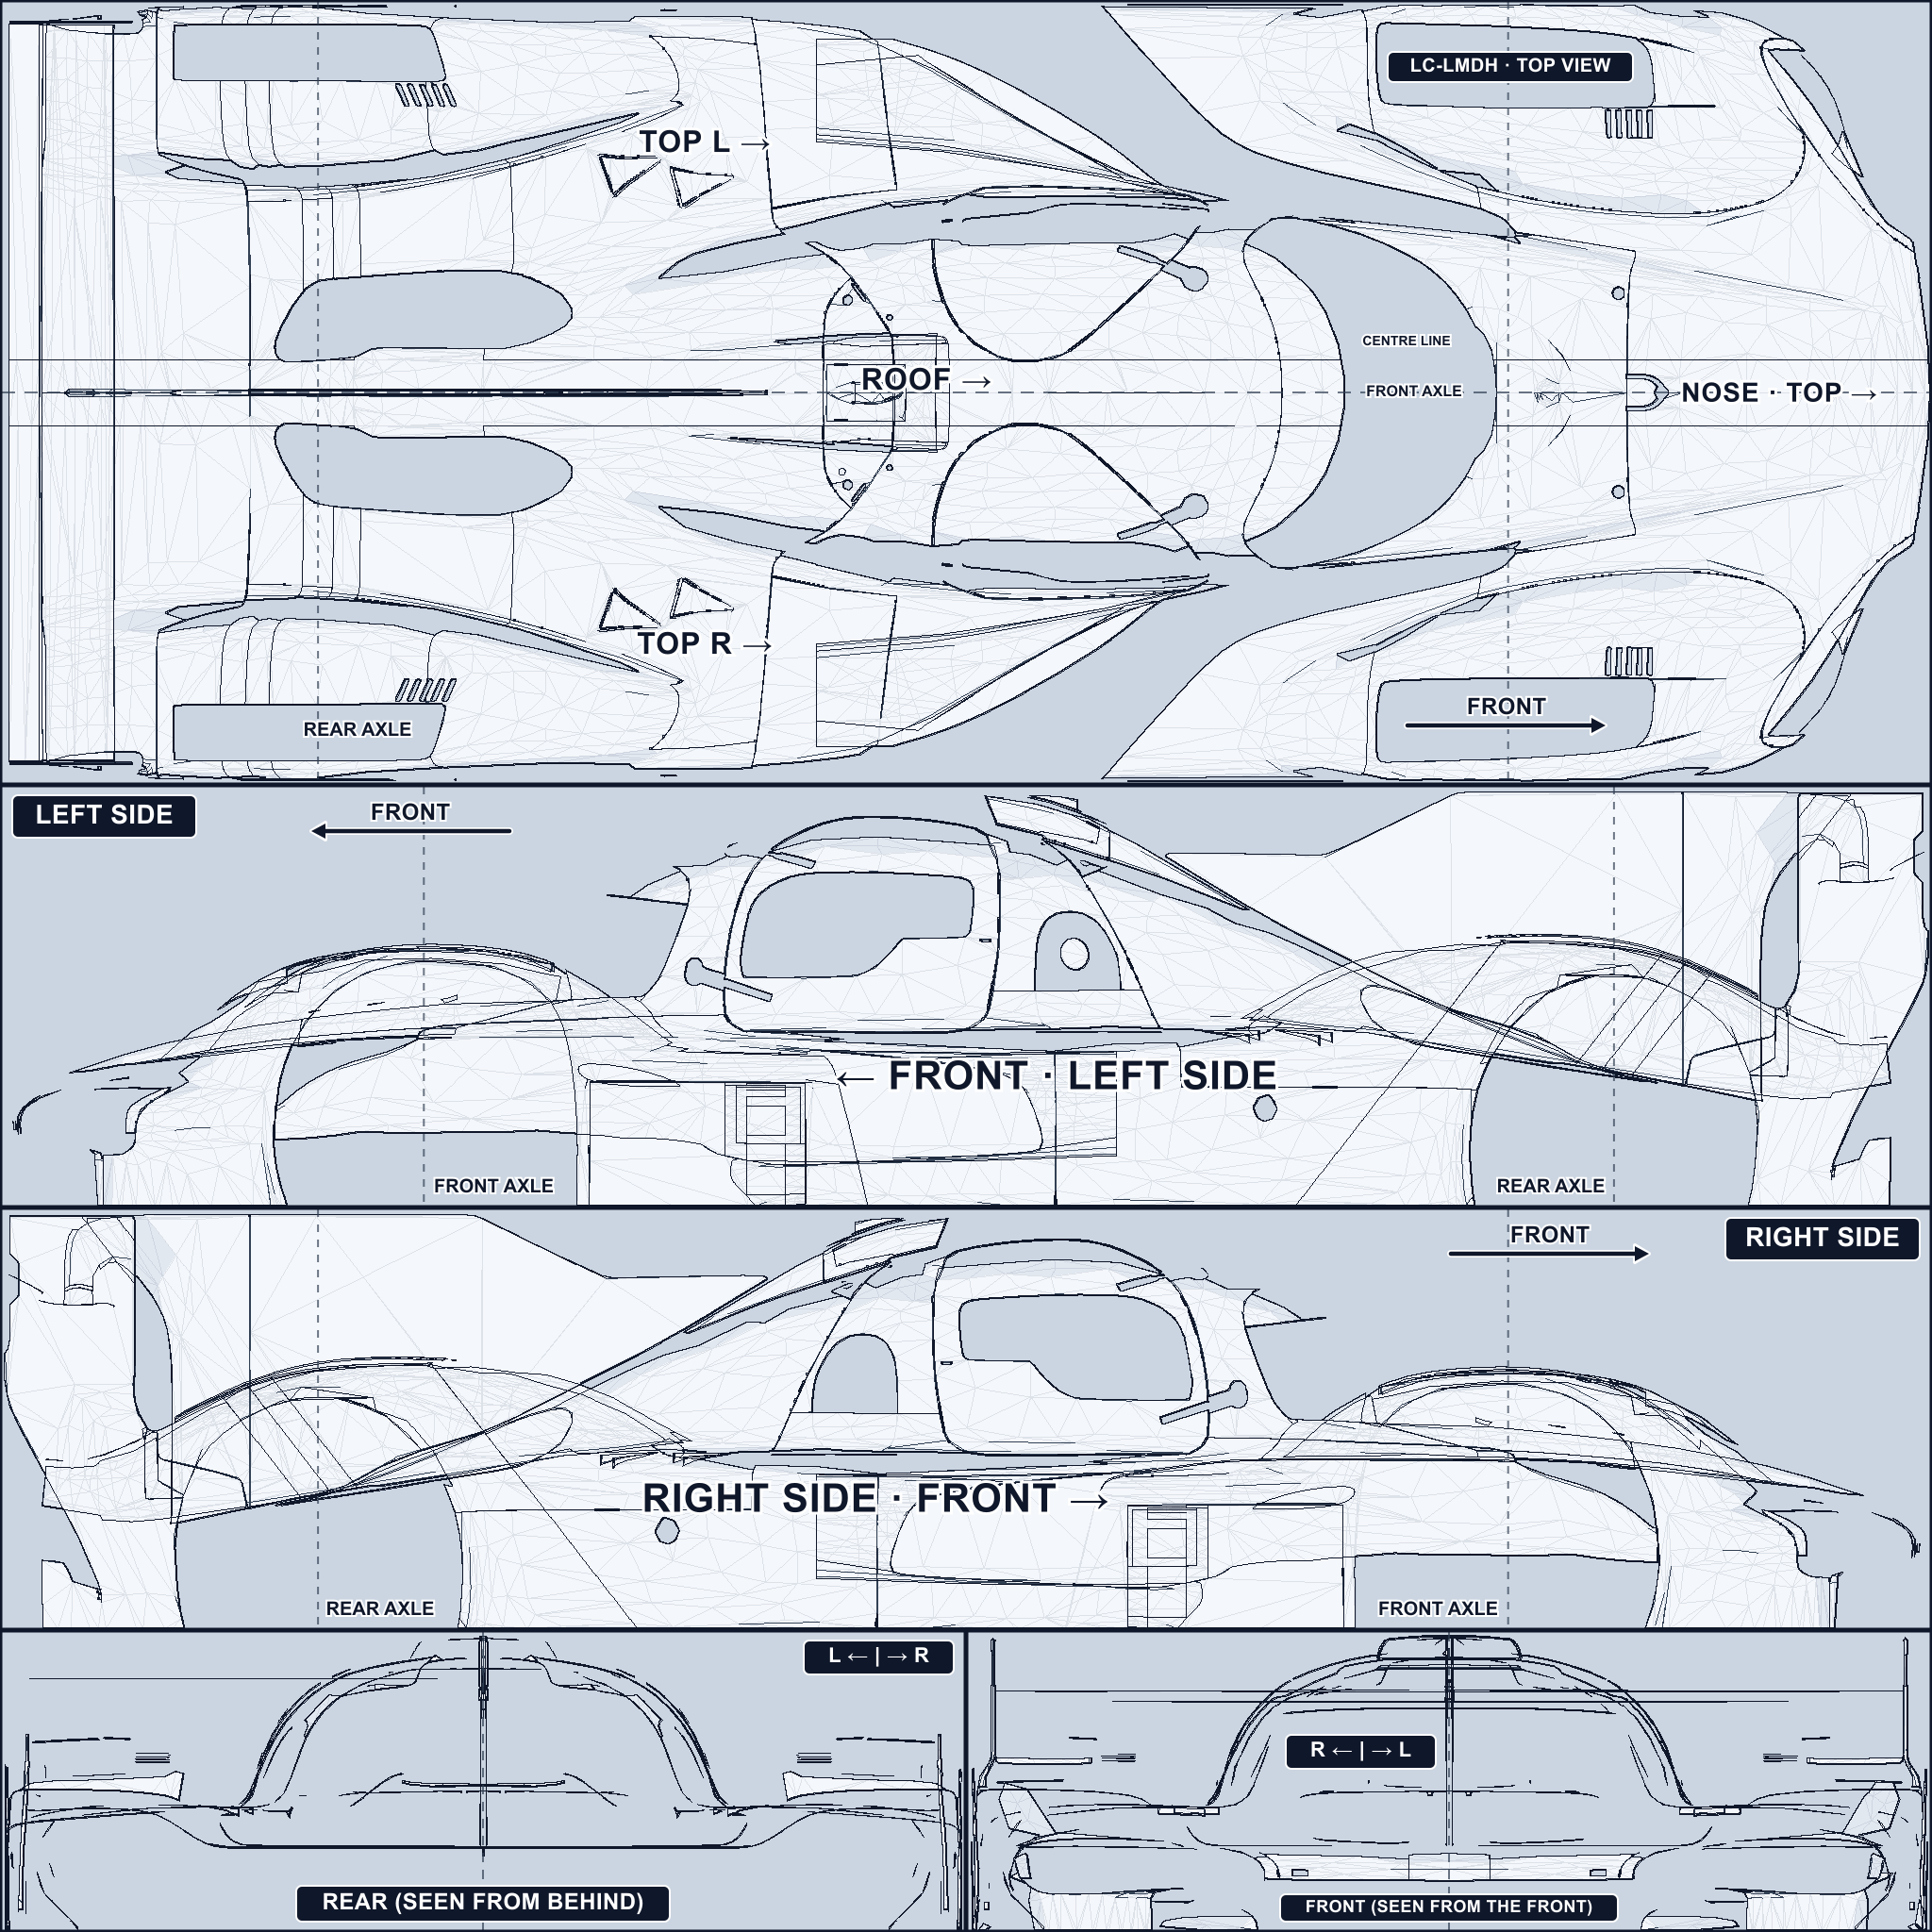 LC-LMDH · TOP VIEW
TOP L →
CENTRE LINE
ROOF →
FRONT AXLE
NOSE · TOP →
TOP R →
FRONT
REAR AXLE
LEFT SIDE
FRONT
← FRONT · LEFT SIDE
FRONT AXLE
REAR AXLE
FRONT
RIGHT SIDE
RIGHT SIDE · FRONT →
REAR AXLE
FRONT AXLE
L ← | → R
REAR (SEEN FROM BEHIND)
R ← | → L
FRONT (SEEN FROM THE FRONT)